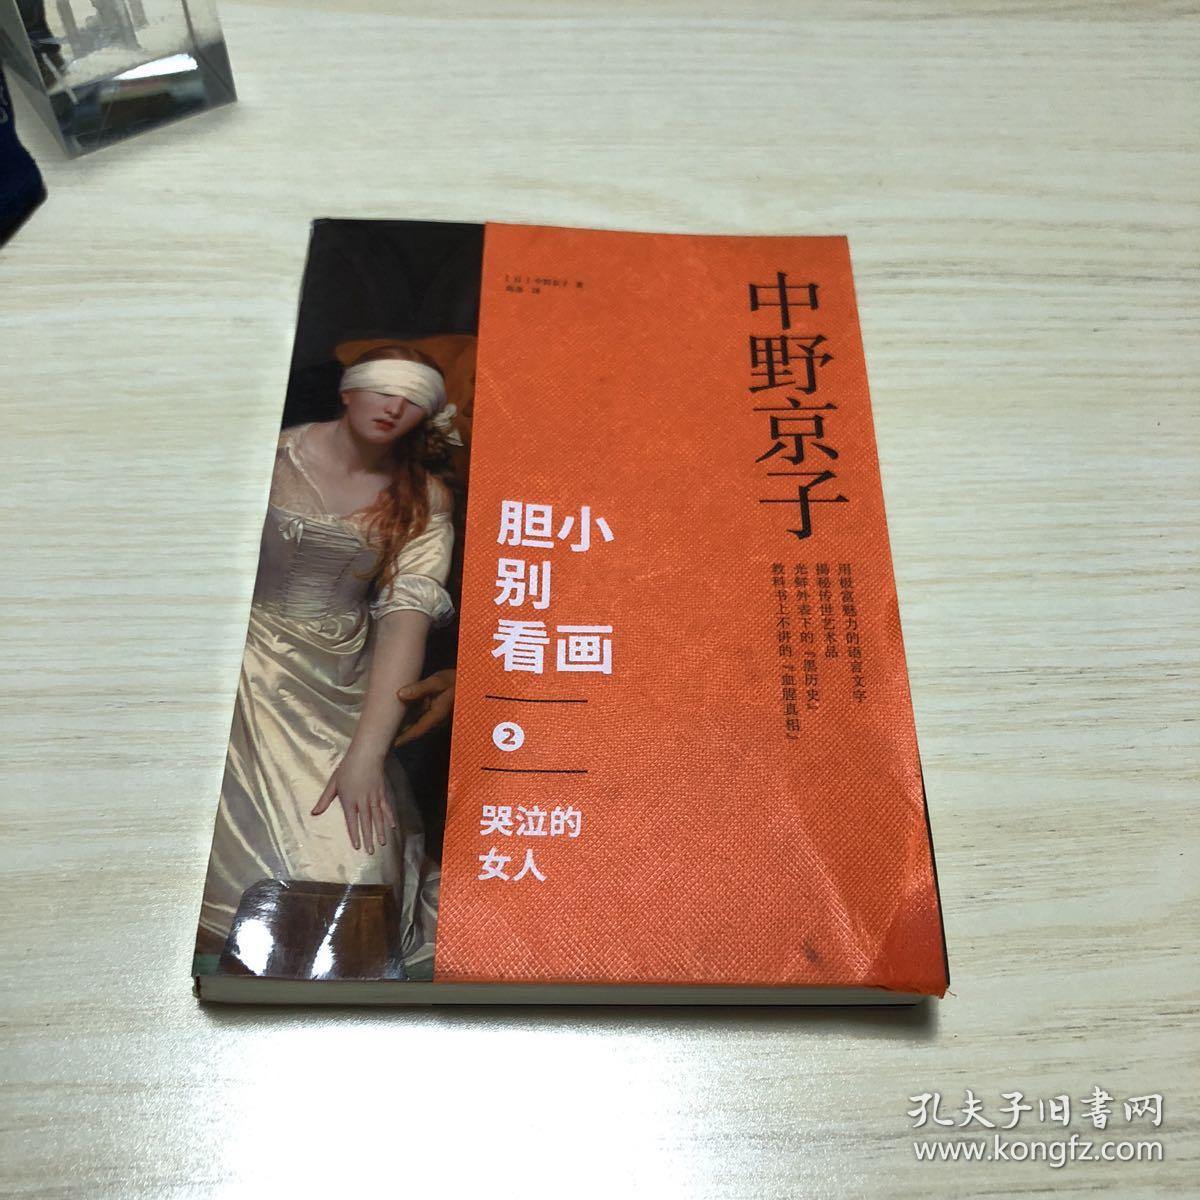 [日]中野京子 著
中野京子
用极富魅力的语言文字
揭秘传世艺术品
光鲜外表下的『黑历史』
教科书上不讲的『血腥真相』
胆小
别
看画
2
哭泣的
女人
孔夫子旧書网
www.kongfz.com